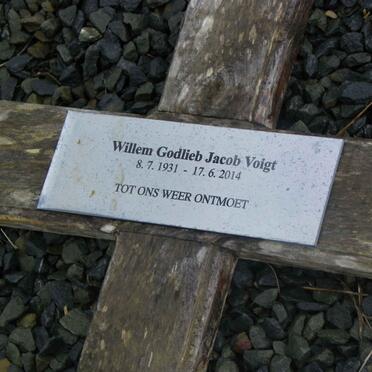 Willem Godlieb Jacob Voigt
8. 7. 1931 - 17. 6. 2014
TOT ONS WEER ONTMOET